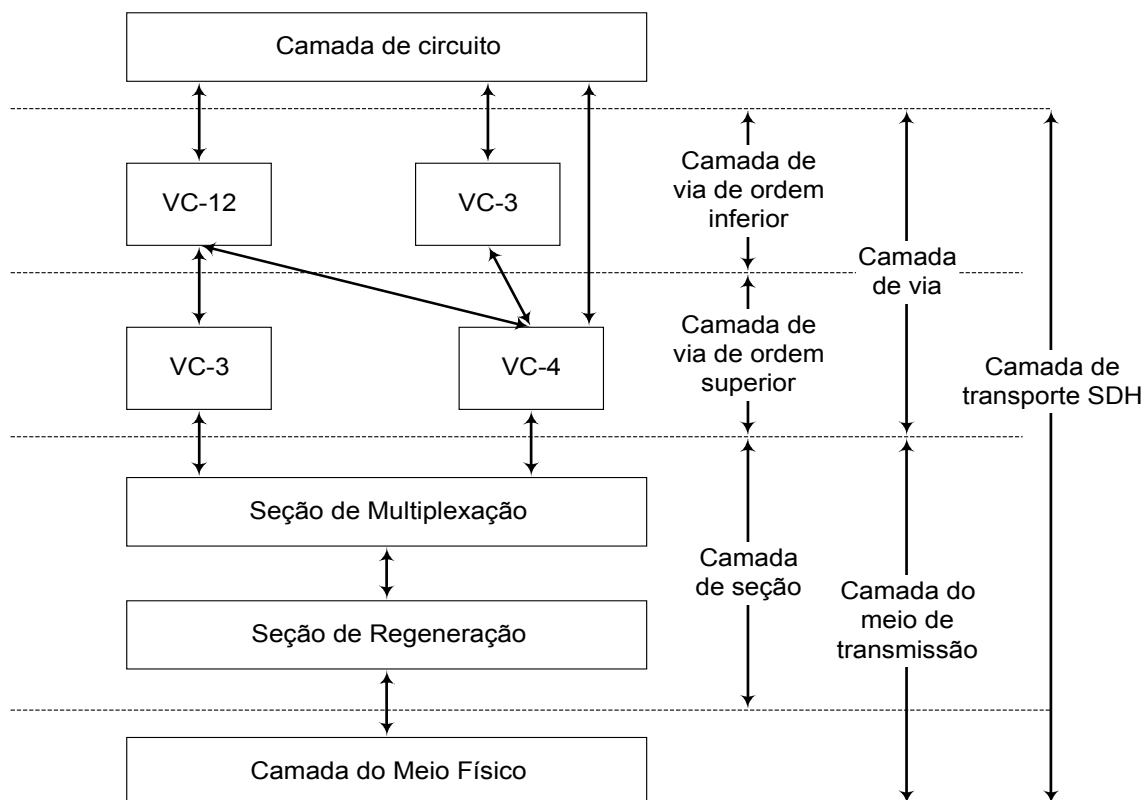 Camada de circuito
VC-12
VC-3
Camada de
via de ordem
inferior
Camada
de via
VC-3
VC-4
Camada de
via de ordem
superior
Camada de
transporte SDH
Seção de Multiplexação
Camada
de seção
Seção de Regeneração
Camada do
meio de
transmissão
Camada do Meio Físico